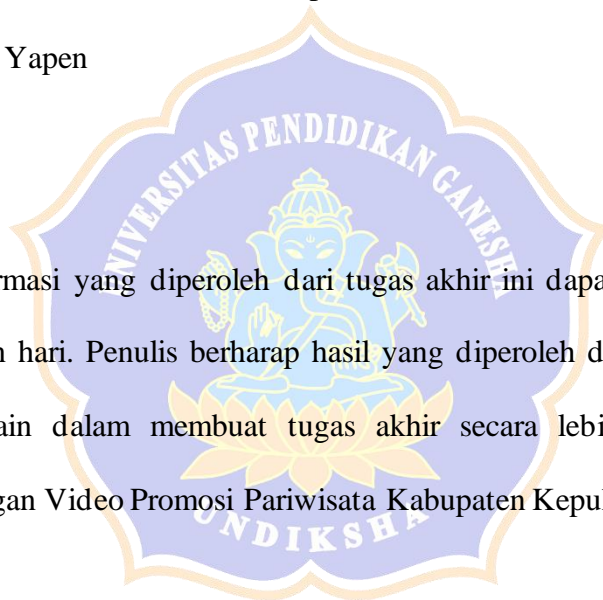 Yapen
UNIVERSITAS PENDIDIKAN GANESHA
rmasi yang diperoleh dari tugas akhir ini dapa
n hari. Penulis berharap hasil yang diperoleh d
ain dalam membuat tugas akhir secara lebi
gan Video Promosi Pariwisata Kabupaten Kepul
UNDIKSHA